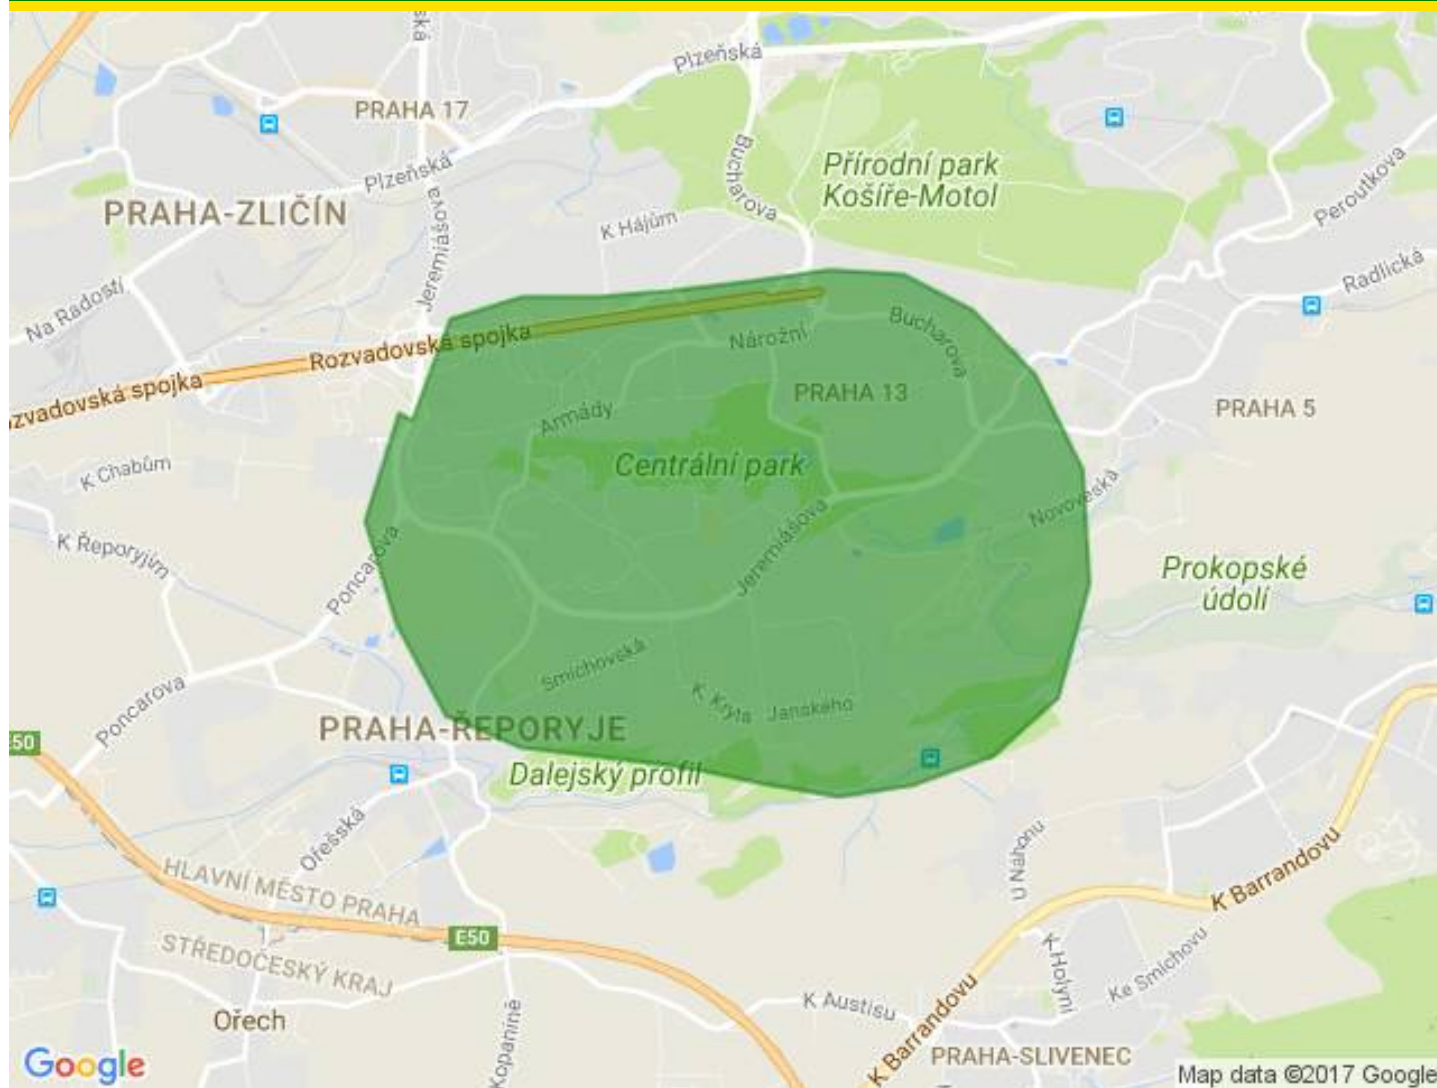 Plzeňská
PRAHA 17
Plzeňská
Bucharova
Přírodní park
Košíře-Motol
Peroutkova
PRAHA-ZLIČÍN
Jeremiášova
K Hájům
Radlická
Na Radosti
Rozvadovská spojka
Nárožní
Bucharova
zvadovská spojka
PRAHA 13
PRAHA 5
Armády
K Chabům
Centrální park
Novoveská
K Řeporyjím
Poncarova
Jeremiášova
Prokopské
údolí
Smíchovská
Poncarova
K Kryta
Janského
PRAHA-ŘEPORYJE
50
Dalejský profil
Ořešská
U Náhonu
HLAVNÍ MĚSTO PRAHA
K Barrandovu
E50
STŘEDOČESKÝ KRAJ
K Holyni
Ke Smíchovu
Ořech
Kopanině
K Austisu
K Barrandovu
PRAHA-SLIVENEC
Google
Map data ©2017 Google